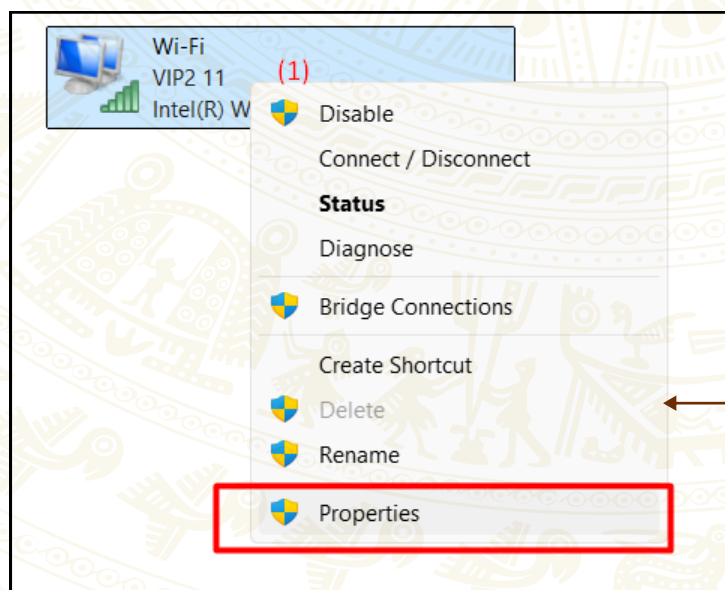 Wi-Fi
VIP2 11
(1)
Intel(R) W
Disable
Connect / Disconnect
Status
Diagnose
Bridge Connections
Create Shortcut
Delete
Rename
Properties